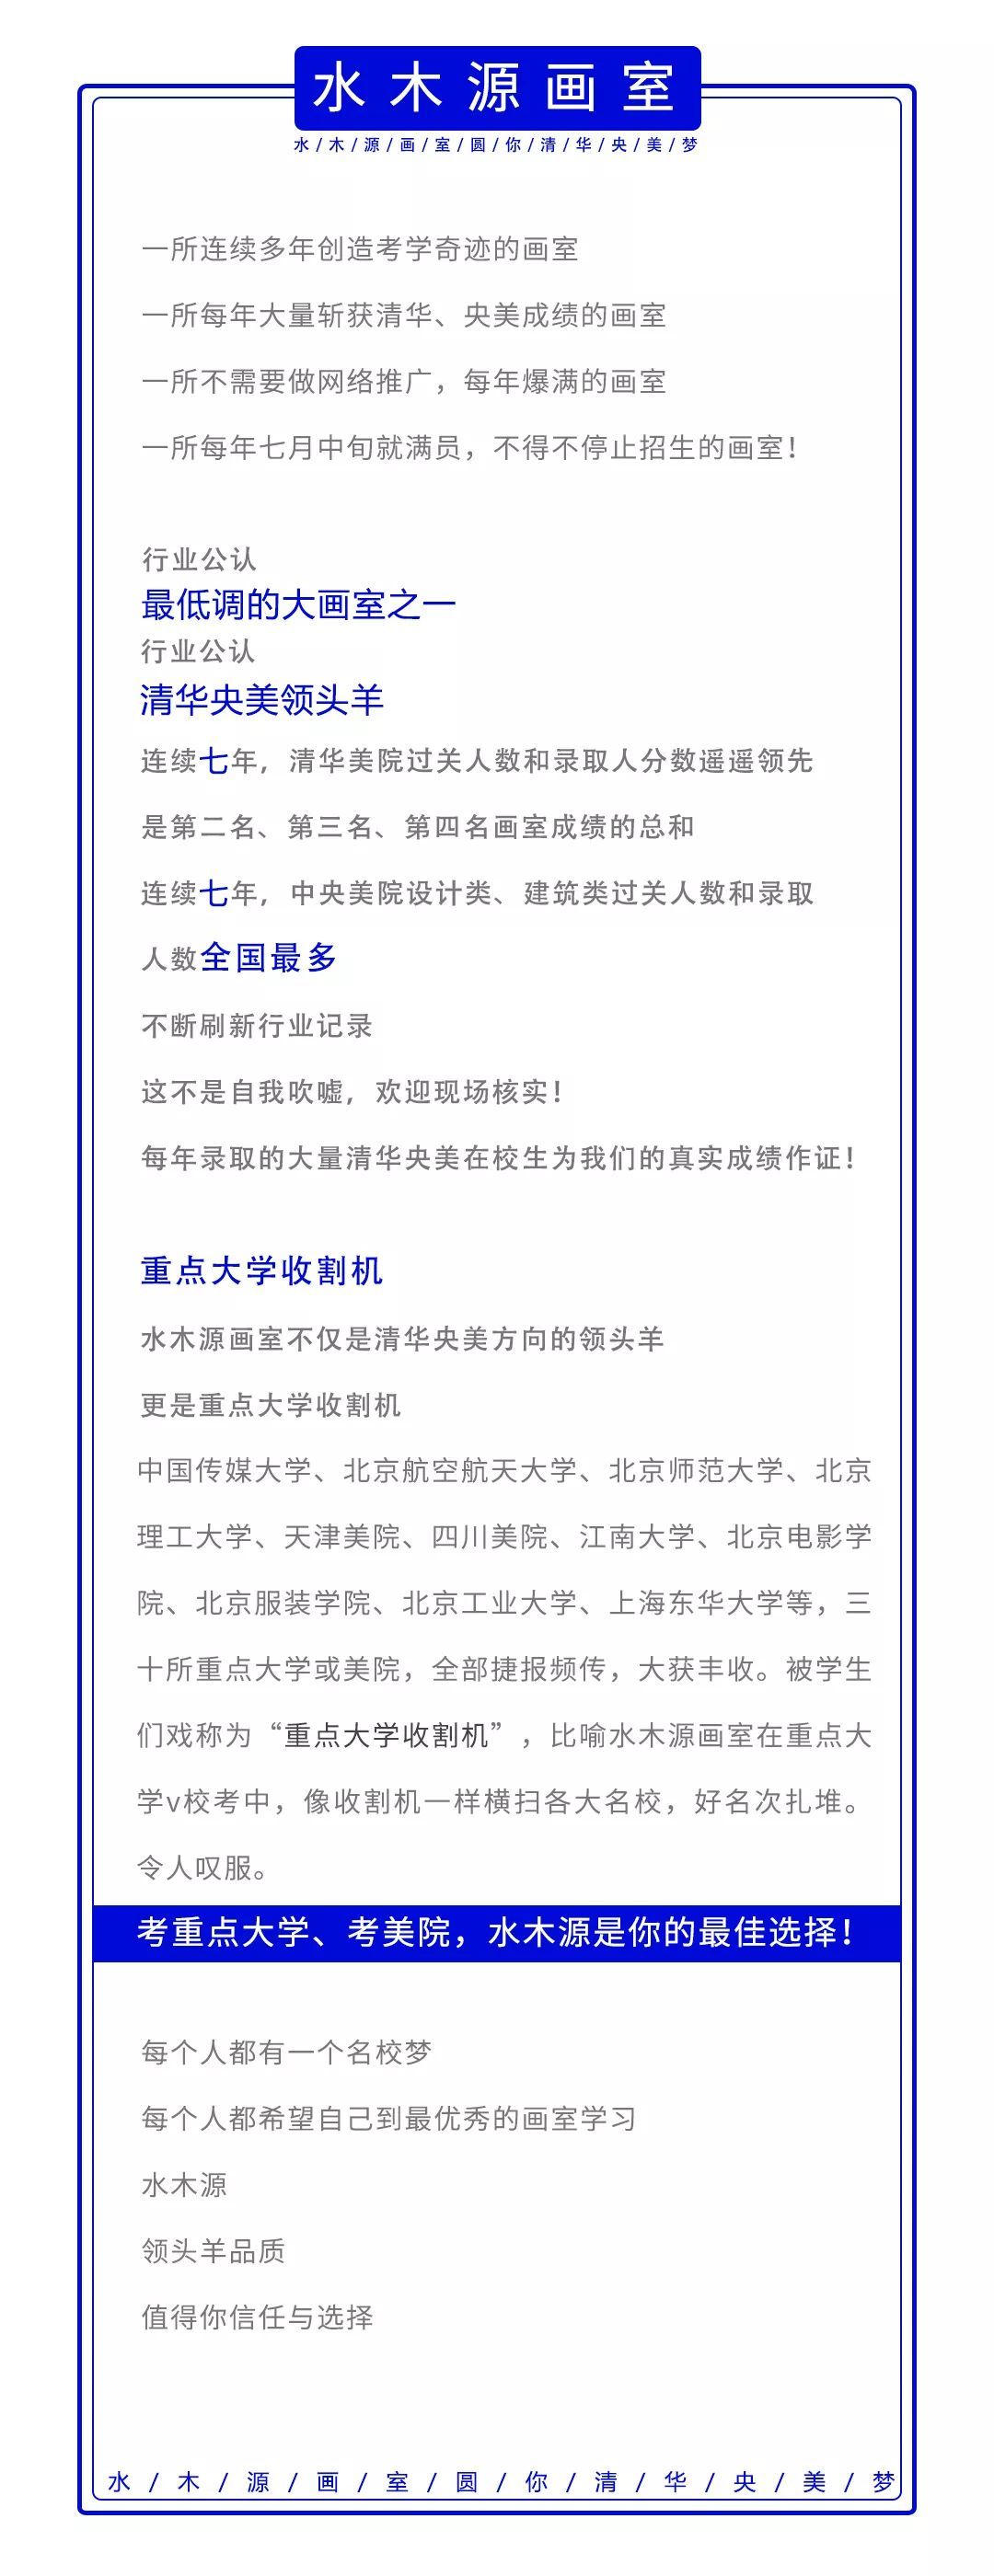 水木源画室
水/木/源/画/室/圆/你/清/华/央/美/梦
一所连续多年创造考学奇迹的画室
一所每年大量斩获清华、央美成绩的画室
一所不需要做网络推广，每年爆满的画室
一所每年七月中旬就满员，不得不停止招生的画室！
行业公认
最低调的大画室之一
行业公认
清华央美领头羊
连续七年，清华美院过关人数和录取人分数遥遥领先
是第二名、第三名、第四名画室成绩的总和
连续七年，中央美院设计类、建筑类过关人数和录取
人数全国最多
不断刷新行业记录
这不是自我吹嘘，欢迎现场核实！
每年录取的大量清华央美在校生为我们的真实成绩作证！
重点大学收割机
水木源画室不仅是清华央美方向的领头羊
更是重点大学收割机
中国传媒大学、北京航空航天大学、北京师范大学、北京
理工大学、天津美院、四川美院、江南大学、北京电影学
院、北京服装学院、北京工业大学、上海东华大学等，三
十所重点大学或美院，全部捷报频传，大获丰收。被学生
们戏称为“重点大学收割机”，比喻水木源画室在重点大
学v校考中，像收割机一样横扫各大名校，好名次扎堆。
令人叹服。
考重点大学、考美院，水木源是你的最佳选择！
每个人都有一个名校梦
每个人都希望自己到最优秀的画室学习
水木源
领头羊品质
值得你信任与选择
水/木/源/画/室/圆/你/清/华/央/美/梦